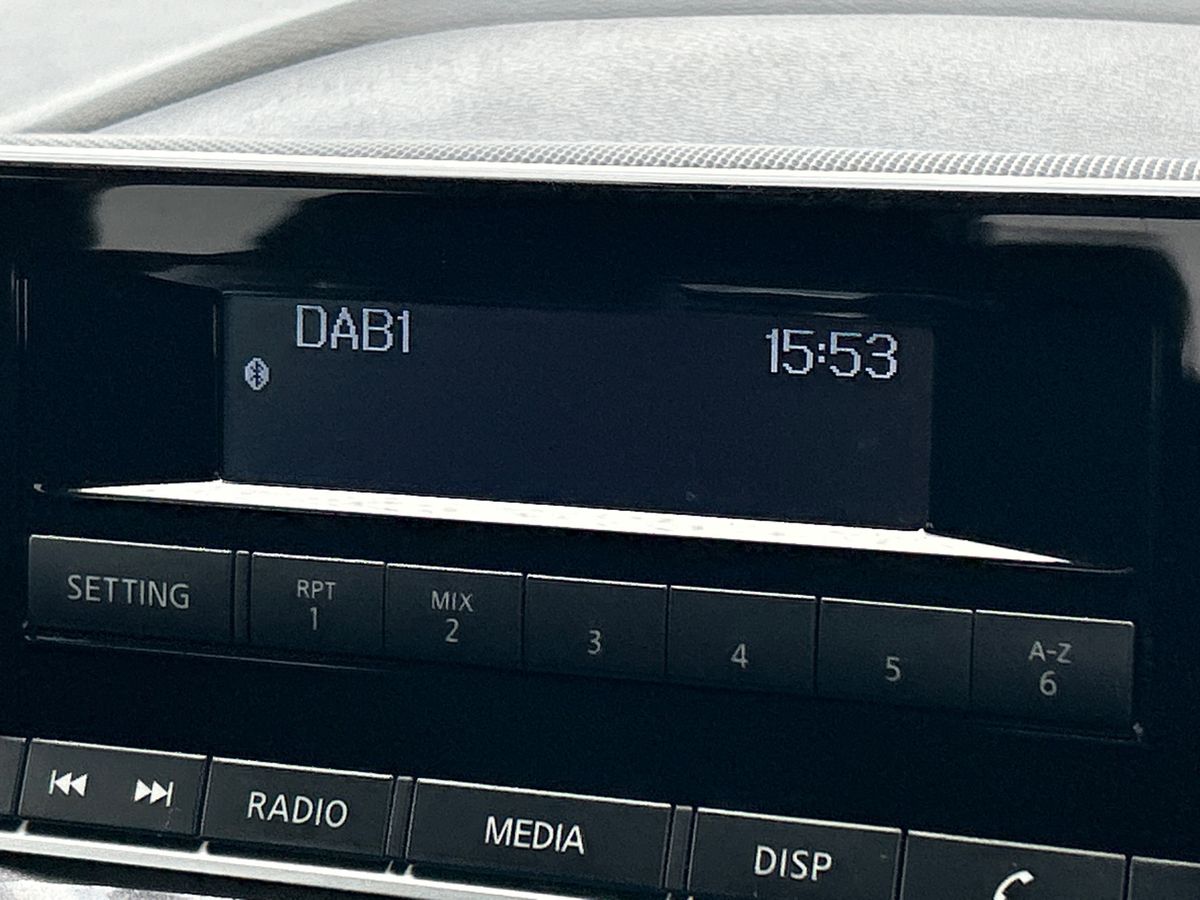 DAB1 15:53
SETTING RPT MIX A-Z
1 2 3 4 5 6
RADIO MEDIA DISP